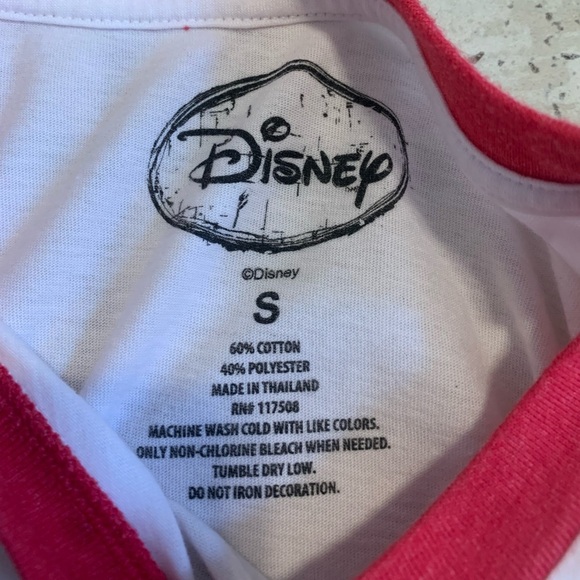 Disney
©Disney
S
60% COTTON
40% POLYESTER
MADE IN THAILAND
RN# 117508
MACHINE WASH COLD WITH LIKE COLORS.
ONLY NON-CHLORINE BLEACH WHEN NEEDED.
TUMBLE DRY LOW.
DO NOT IRON DECORATION.